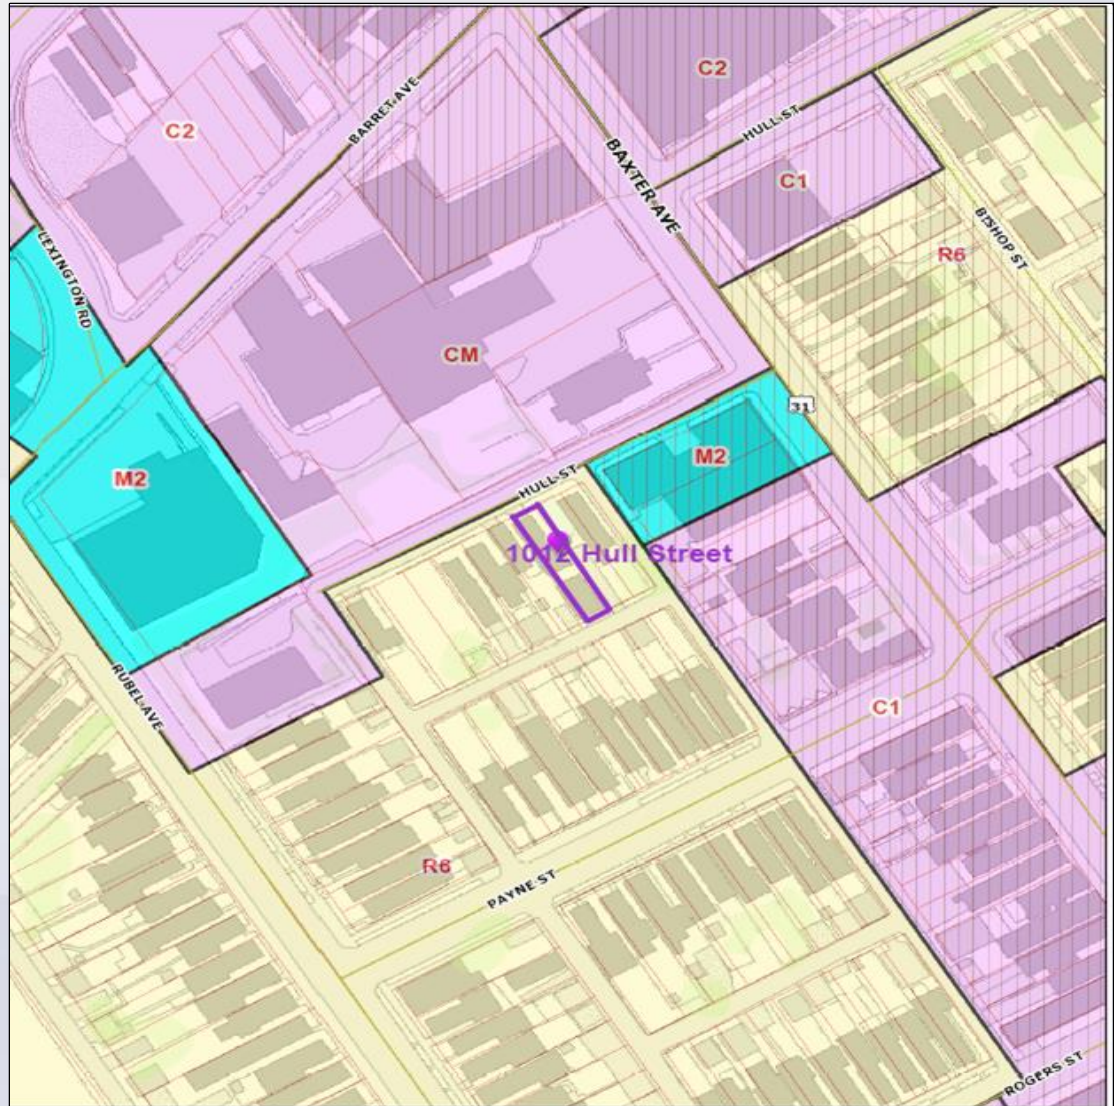 C2
C2
BARRET AVE
HULL ST
BAXTER AVE
C1
BISHOP ST
LEXINGTON RD
R6
CM
31
M2
M2
HULL ST
1012 Hull Street
RUBEL AVE
C1
R6
PAYNE ST
ROGERS ST